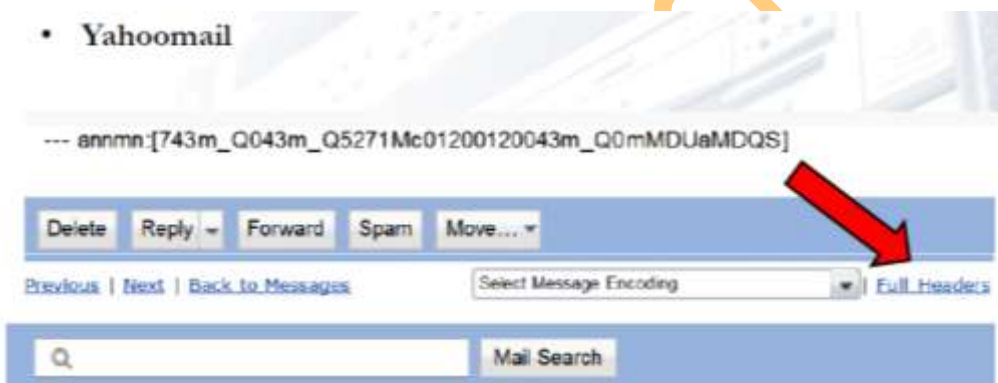 • Yahoomail
--- annmn:[743m_Q043m_Q5271Mc01200120043m_Q0mMDUaMDQS]
Delete Reply Forward Spam Move...
Previous | Next | Back to Messages Select Message Encoding | Full Headers
Mail Search